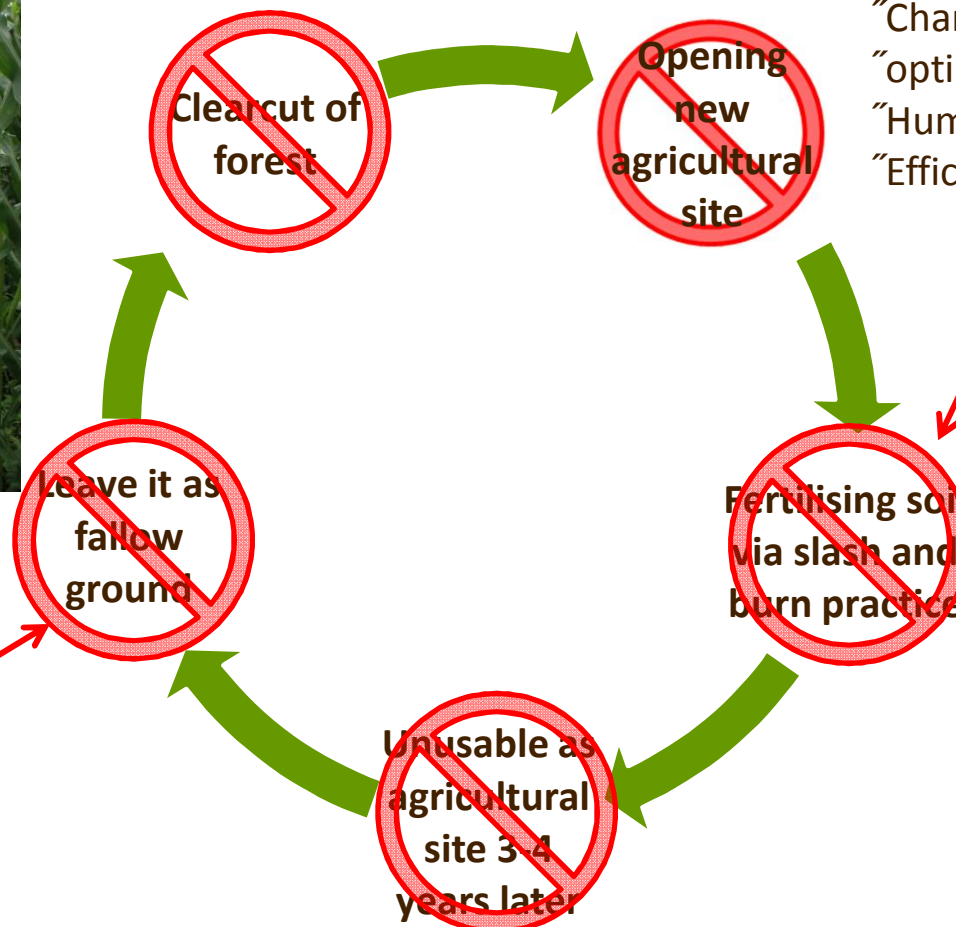 Clearcut of
forest
Opening
new
agricultural
site
Fertilising
via slash and
burn practice
Unusable as
agricultural
site 3-4
years later
Leave it as
fallow
ground